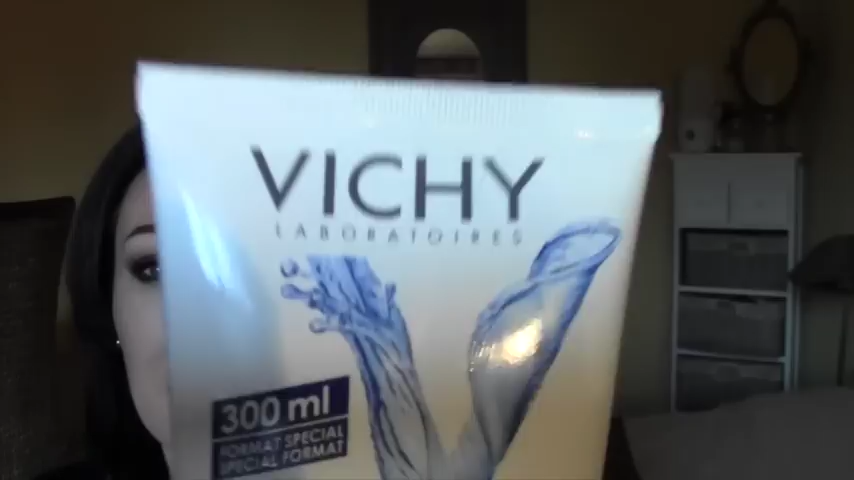 VICHY
LABORATOIRES
300 ml
FORMAT SPECIAL
SPECIAL FORMAT